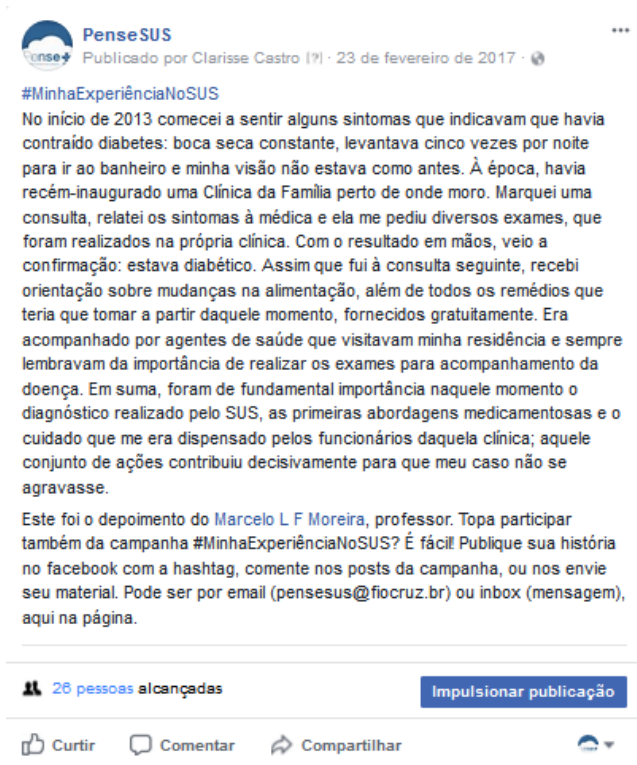 PenseSUS
Publicado por Clarisse Castro [?] · 23 de fevereiro de 2017 ·
Pense+
#MinhaExperiênciaNoSUS
No início de 2013 comecei a sentir alguns sintomas que indicavam que havia
contraído diabetes: boca seca constante, levantava cinco vezes por noite
para ir ao banheiro e minha visão não estava como antes. À época, havia
recém-inaugurado uma Clínica da Família perto de onde moro. Marquei uma
consulta, relatei os sintomas à médica e ela me pediu diversos exames, que
foram realizados na própria clínica. Com o resultado em mãos, veio a
confirmação: estava diabético. Assim que fui à consulta seguinte, recebi
orientação sobre mudanças na alimentação, além de todos os remédios que
teria que tomar a partir daquele momento, fornecidos gratuitamente. Era
acompanhado por agentes de saúde que visitavam minha residência e sempre
lembravam da importância de realizar os exames para acompanhamento da
doença. Em suma, foram de fundamental importância naquele momento o
diagnóstico realizado pelo SUS, as primeiras abordagens medicamentosas e o
cuidado que me era dispensado pelos funcionários daquela clínica; aquele
conjunto de ações contribuiu decisivamente para que meu caso não se
agravasse.
Este foi o depoimento do Marcelo L F Moreira, professor. Topa participar
também da campanha #MinhaExperiênciaNoSUS? É fácil! Publique sua história
no facebook com a hashtag, comente nos posts da campanha, ou nos envie
seu material. Pode ser por email (pensesus@fiocruz.br) ou inbox (mensagem),
aqui na página.
26 pessoas alcançadas
Impulsionar publicação
Curtir Comentar Compartilhar